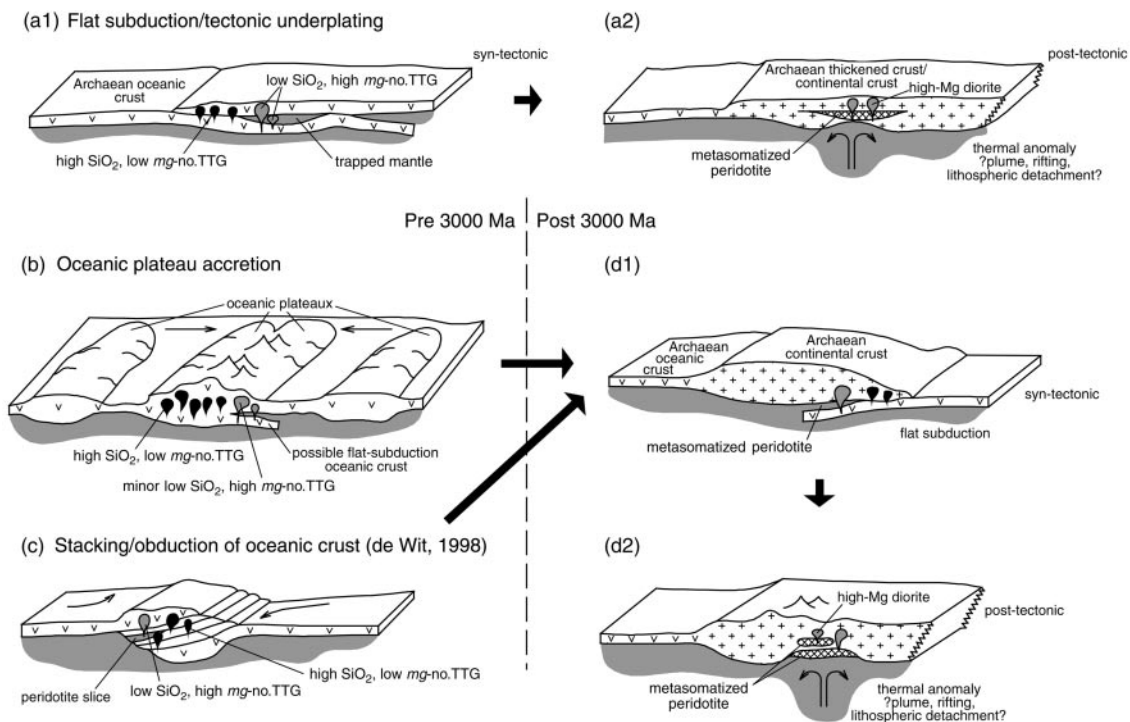 (a1) Flat subduction/tectonic underplating
syn-tectonic
Archaean oceanic
crust
low SiO2, high mg-no.TTG
high SiO2, low mg-no.TTG
trapped mantle
(a2)
post-tectonic
Archaean thickened crust/
continental crust
high-Mg diorite
metasomatized
peridotite
thermal anomaly
?plume, rifting,
lithospheric detachment?
Pre 3000 Ma
Post 3000 Ma
(b) Oceanic plateau accretion
oceanic plateaux
high SiO2, low mg-no.TTG
possible flat-subduction
oceanic crust
minor low SiO2, high mg-no.TTG
(d1)
Archaean
oceanic
crust
Archaean
continental crust
syn-tectonic
metasomatized peridotite
flat subduction
(c) Stacking/obduction of oceanic crust (de Wit, 1998)
peridotite slice
low SiO2, high mg-no.TTG
high SiO2, low mg-no.TTG
(d2)
high-Mg diorite
post-tectonic
metasomatized
peridotite
thermal anomaly
?plume, rifting,
lithospheric detachment?